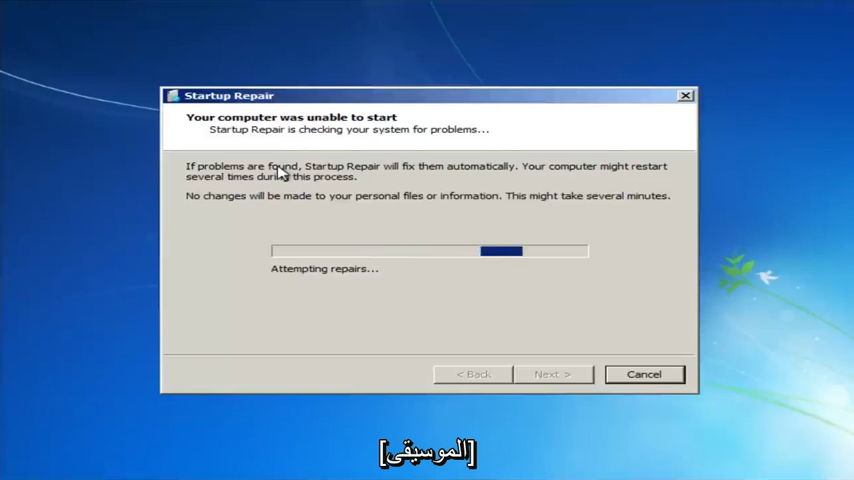 Startup Repair
Your computer was unable to start
Startup Repair is checking your system for problems...
If problems are found, Startup Repair will fix them automatically. Your computer might restart
several times during this process.
No changes will be made to your personal files or information. This might take several minutes.
Attempting repairs...
< Back
Next >
Cancel
[الموسيقى]